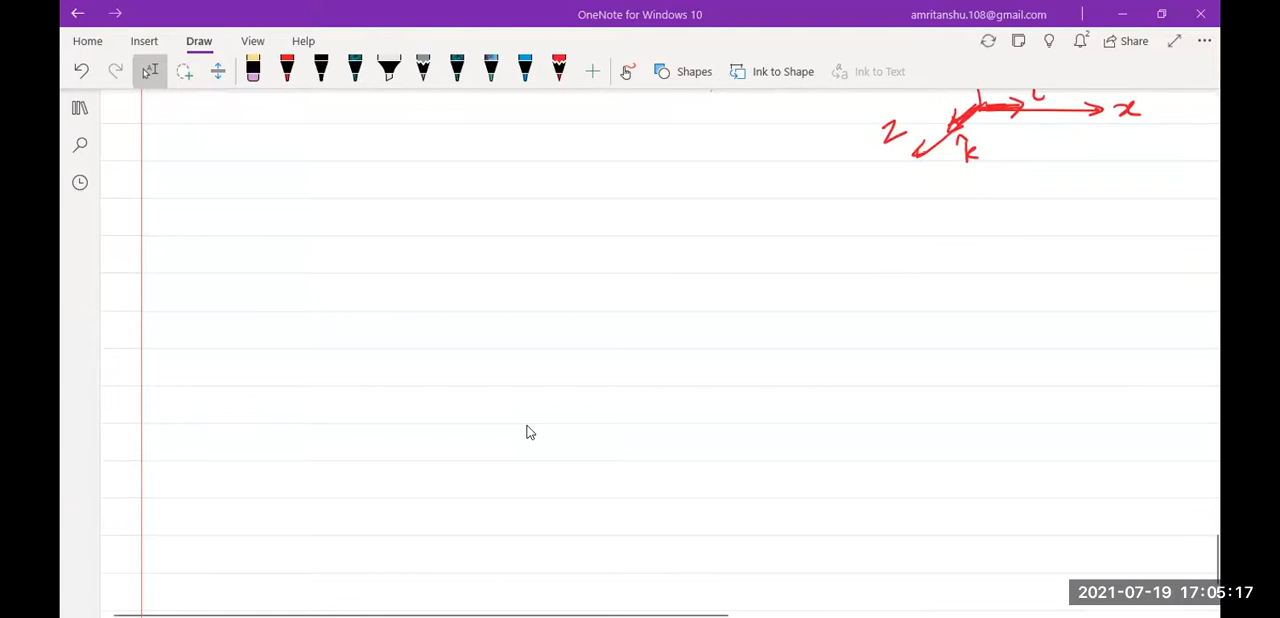 OneNote for Windows 10
amritanshu.108@gmail.com
Home Insert Draw View Help
2
Share
Shapes
Ink to Shape
Ink to Text
x
Z
k
2021-07-19 17:05:17